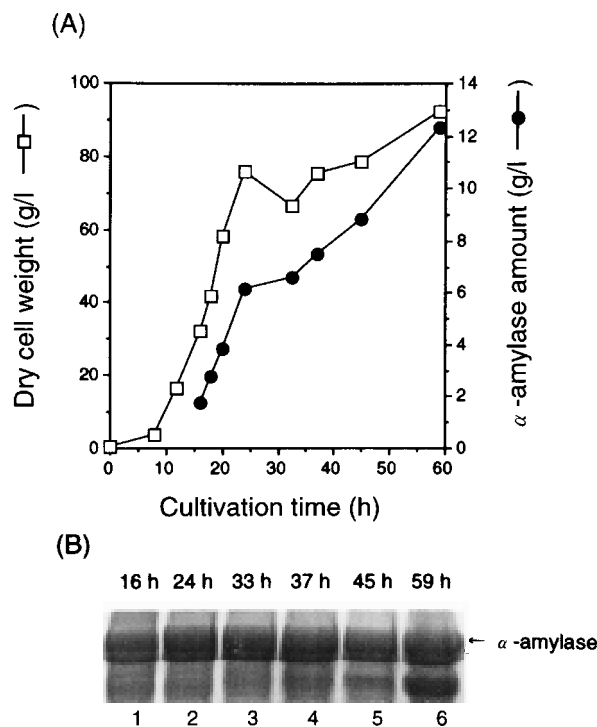 (A)
Dry cell weight (g/l —□— )
100
80
60
40
20
0
14
12
10
8
6
4
2
0
α -amylase amount (g/l —●— )
0 10 20 30 40 50 60
Cultivation time (h)
(B)
16 h 24 h 33 h 37 h 45 h 59 h
← α -amylase
1 2 3 4 5 6